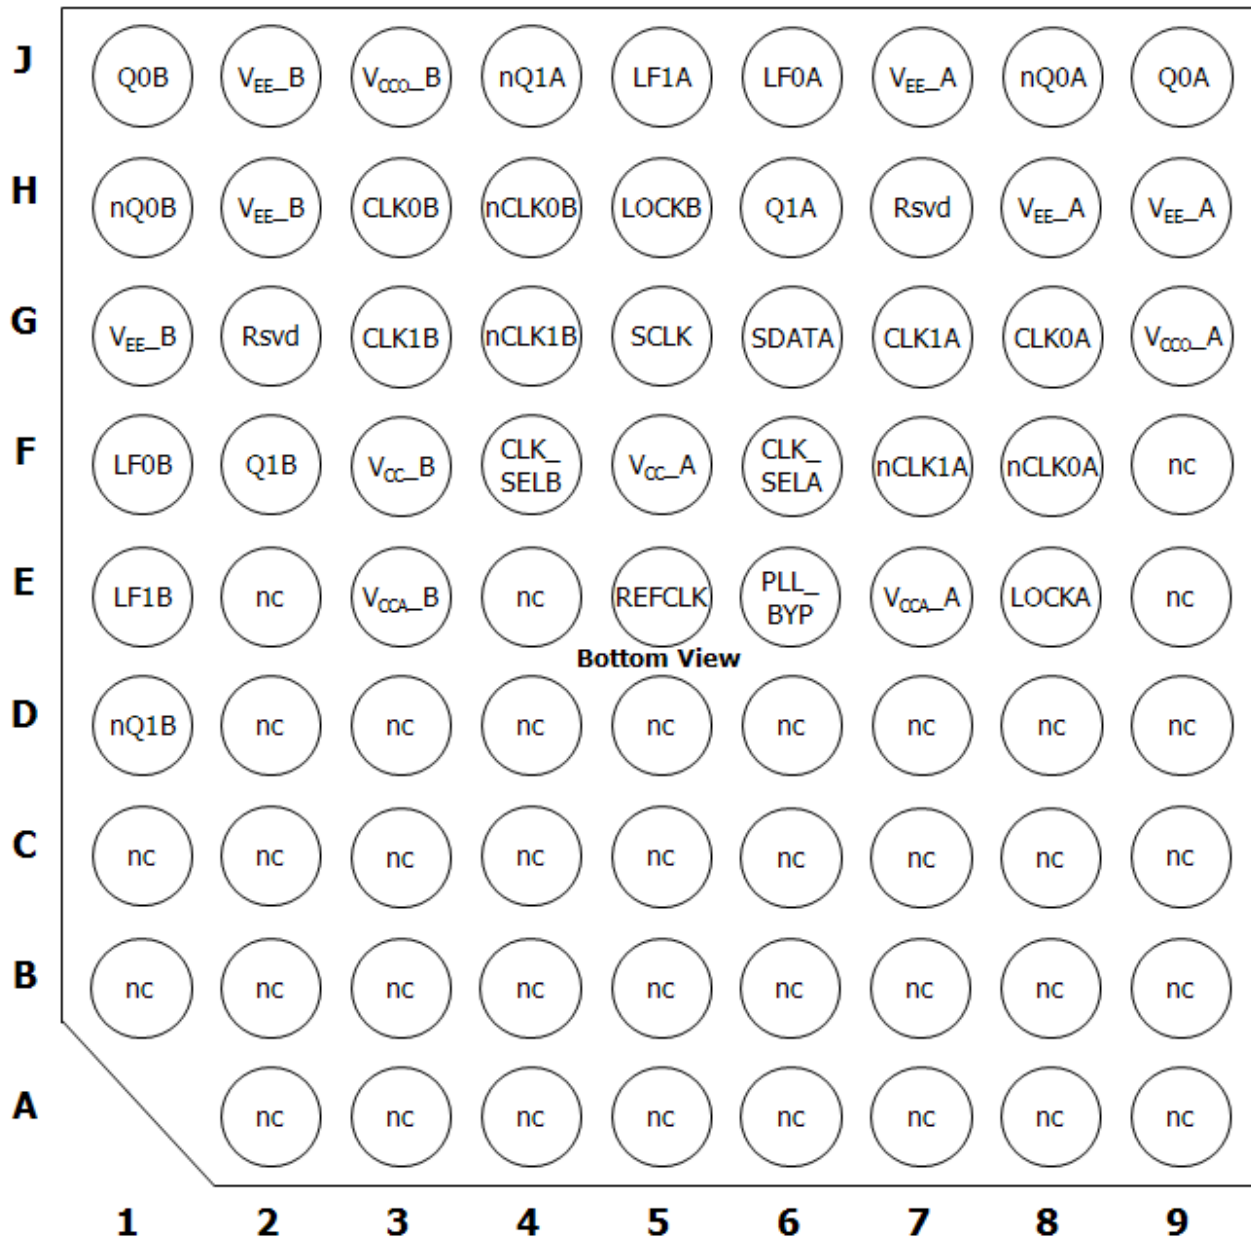 J Q0B VEE_B VCCO_B nQ1A LF1A LF0A VEE_A nQ0A Q0A
H nQ0B VEE_B CLK0B nCLK0B LOCKB Q1A Rsvd VEE_A VEE_A
G VEE_B Rsvd CLK1B nCLK1B SCLK SDATA CLK1A CLK0A VCCO_A
F LF0B Q1B VCC_B CLK_ SELB VCC_A CLK_ SELA nCLK1A nCLK0A nc
E LF1B nc VCCA_B nc REFCLK PLL_ BYP VCCA_A LOCKA nc
Bottom View
D nQ1B nc nc nc nc nc nc nc nc
C nc nc nc nc nc nc nc nc nc
B nc nc nc nc nc nc nc nc nc
A nc nc nc nc nc nc nc nc
1 2 3 4 5 6 7 8 9